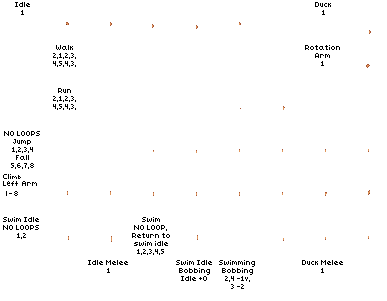 Idle
1
Duck
1
Walk
2,1,2,3,
4,5,4,3,
Rotation
Arm
1
Run
2,1,2,3,
4,5,4,3,
NO LOOPS
Jump
1,2,3,4
Fall
5,6,7,8
Climb
Left Arm
1-8
Swim Idle
NO LOOPS
1,2
Swim
NO LOOP,
Return to
swim idle
1,2,3,4,5
Idle Melee
1
Swim Idle
Bobbing
Idle +0
Swimming
Bobbing
2,4 -1y,
3 -2
Duck Melee
1